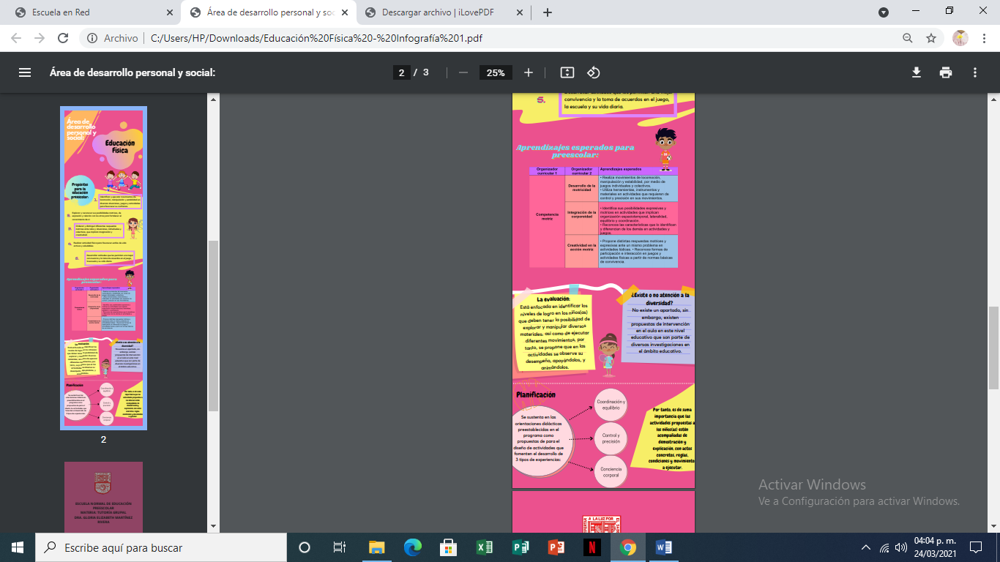 Escuela en Red
Área de desarrollo personal y soc
Descargar archivo | iLovePDF
Archivo
C:/Users/HP/Downloads/Educación%20Física%20-%20Infografía%201.pdf
Área de desarrollo personal y social:
2 / 3
25%
Área de
desarrollo
personal y
social:
Educación
Física
Propósitos
para la
educación
preescolar:
Aprendizajes esperados para
preescolar:
Planificación
2
ESCUELA NORMAL DE EDUCACIÓN
PREESCOLAR
MATERIA: TUTORÍA GRUPAL
DRA. GLORIA ELIZABETH MARTÍNEZ
RIVERA
5.
convivencia y la toma de acuerdos en el juego,
la escuela y su vida diaria.
Aprendizajes esperados para
preescolar:
Organizador
curricular 1
Organizador
curricular 2
Aprendizajes esperados
Competencia
motriz
Desarrollo de la
motricidad
• Realiza movimientos de locomoción,
manipulación y estabilidad, por medio de
juegos individuales y colectivos.
• Utiliza herramientas, instrumentos y
materiales en actividades que requieren de
control y precisión en sus movimientos.
Integración de la
corporeidad
• Identifica sus posibilidades expresivas y
motrices en actividades que implican
organización espaciotemporal, lateralidad,
equilibrio y coordinación.
• Reconoce las características que lo identifican
y diferencian de los demás en actividades y
juegos.
Creatividad en la
acción motriz
• Propone distintas respuestas motrices y
expresivas ante un mismo problema en
actividades lúdicas. • Reconoce formas de
participación e interacción en juegos y
actividades físicas a partir de normas básicas
de convivencia.
La evaluación:
Está enfocada en identificar los
niveles de logro en los niños(as)
que deben tener la posibilidad de
explorar y manipular diversos
materiales, así como de ejecutar
diferentes movimientos, por
tanto, se propone que en las
actividades se observe su
desempeño, apoyándolos, y
animándolos.
¿Existe o no atención a la
diversidad?
No existe un apartado, sin
embargo, existen
propuestas de intervención
en el aula en este nivel
educativo que son parte de
diversas investigaciones en
el ámbito educativo.
Planificación
Se sustenta en las
orientaciones didácticas
preestablecidas en el
programa como
propuestas de para el
diseño de actividades que
fomenten el desarrollo de
3 tipos de experiencias:
Coordinación y
equilibrio
Control y
precisión
Conciencia
corporal
Por tanto, es de suma
importancia que las
actividades propuestas a
los niños(as) estén
acompañadas de
demostración y
explicación, con actos
concretos, reglas,
condiciones y movimientos
a ejecutar.
A LA LUZ POR
Activar Windows
Ve a Configuración para activar Windows.
Escribe aquí para buscar
04:04 p. m.
24/03/2021